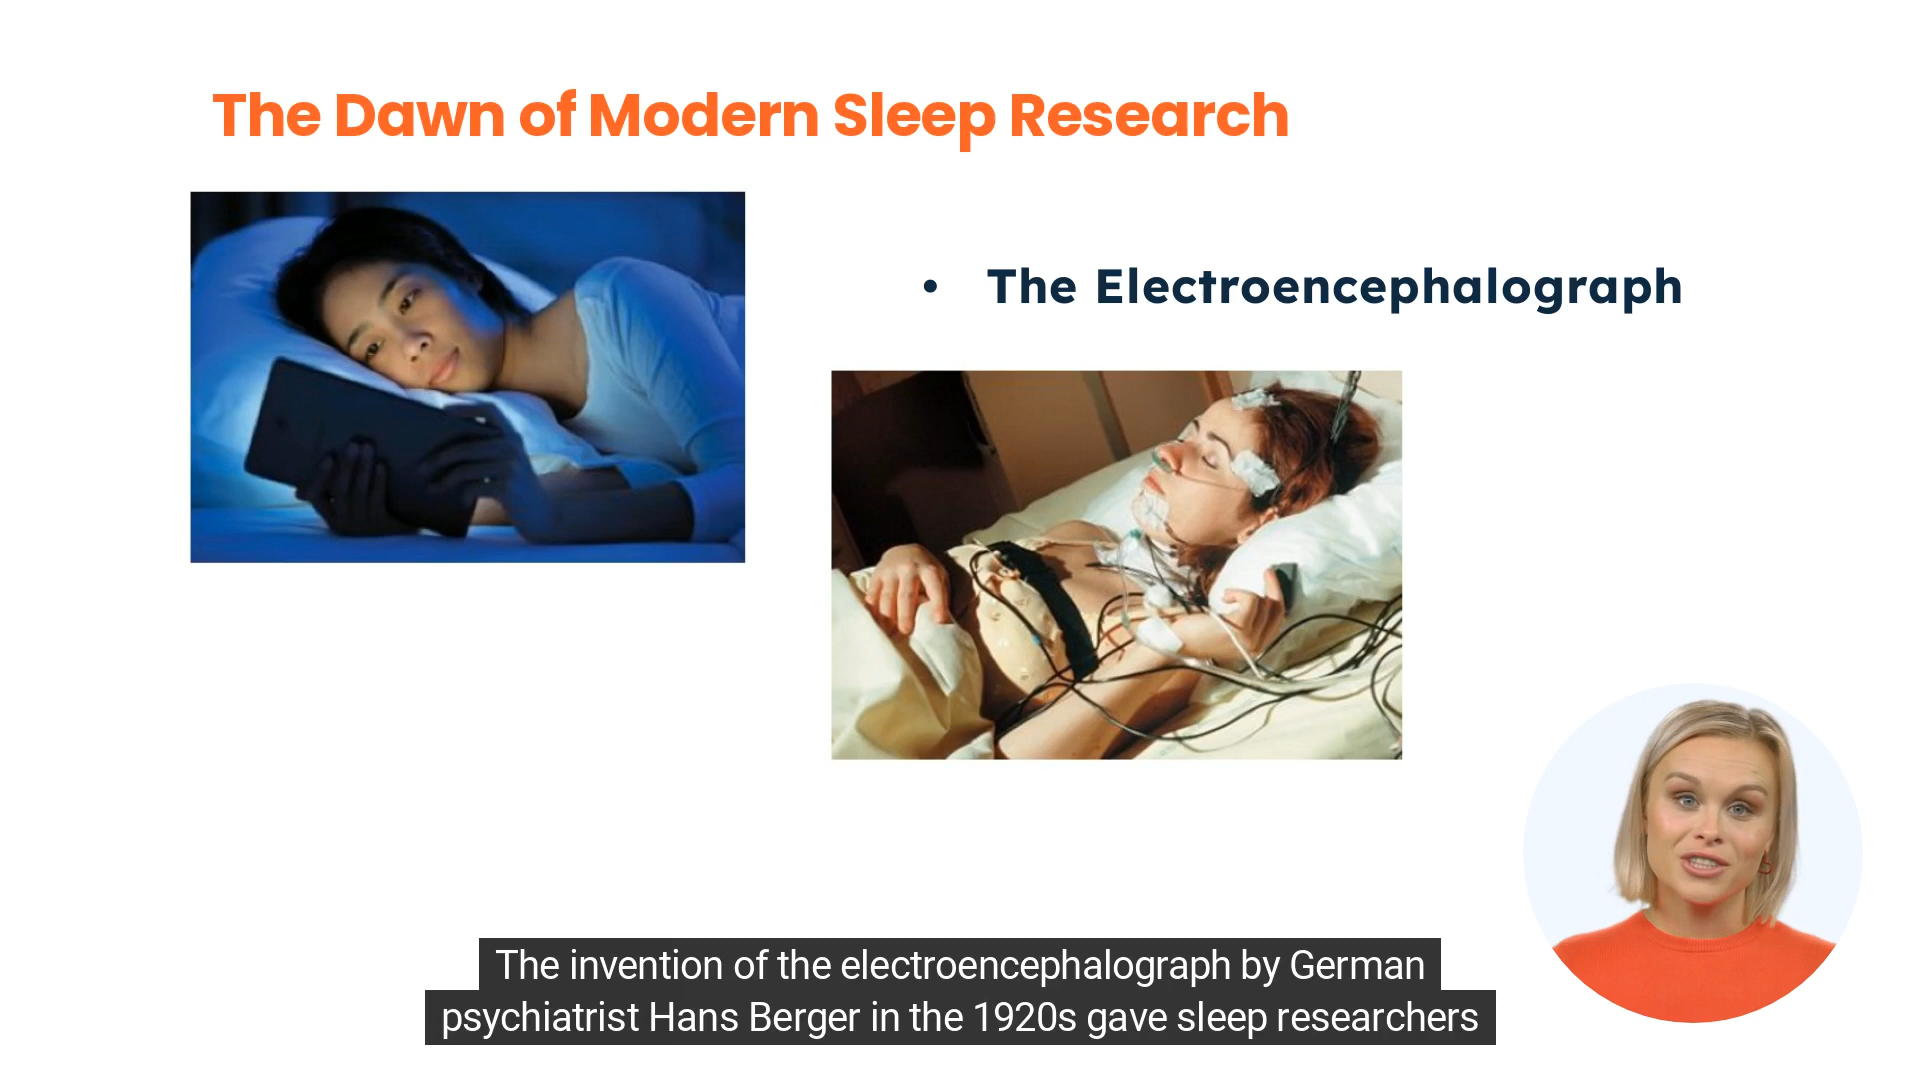 The Dawn of Modern Sleep Research
• The Electroencephalograph
The invention of the electroencephalograph by German
psychiatrist Hans Berger in the 1920s gave sleep researchers